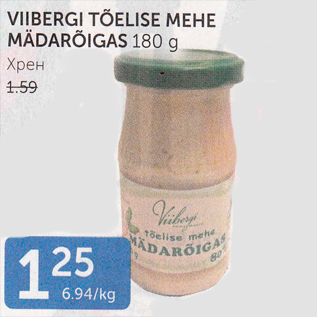 VIIBERGI TÕELISE MEHE
MÄDARÕIGAS 180 g
Хрен
1.59
Viibergi
tõelise mehe
MÄDARÕIGAS
1 25
6.94/kg